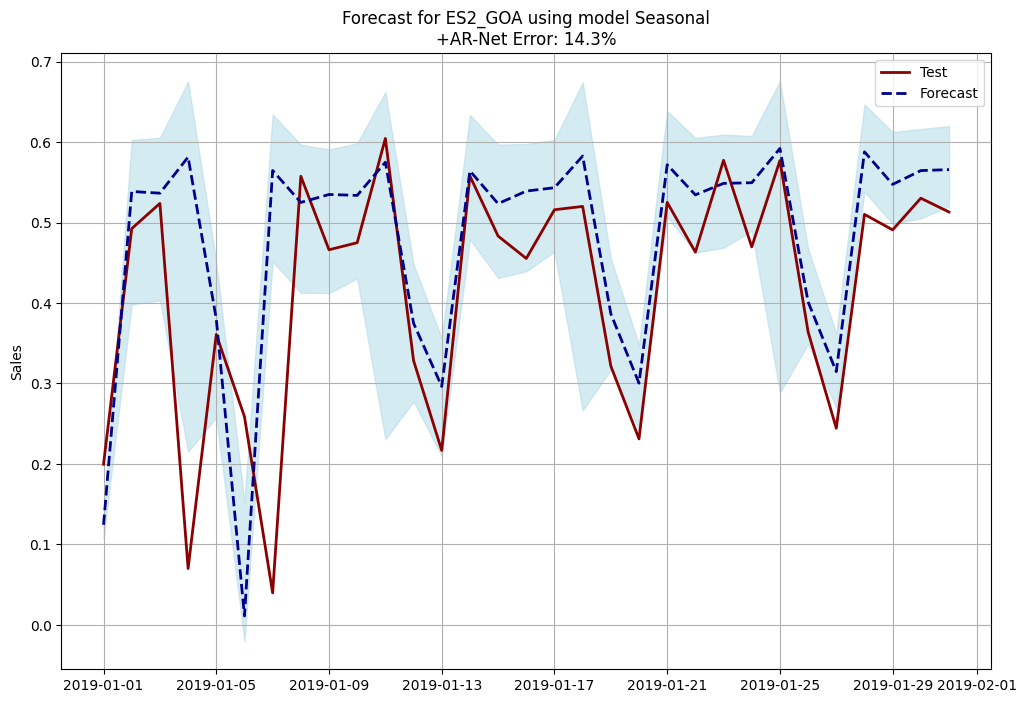 Forecast for ES2_GOA using model Seasonal
+AR-Net Error: 14.3%
Test
Forecast
Sales
0.7
0.6
0.5
0.4
0.3
0.2
0.1
0.0
2019-01-01 2019-01-05 2019-01-09 2019-01-13 2019-01-17 2019-01-21 2019-01-25 2019-01-29 2019-02-01